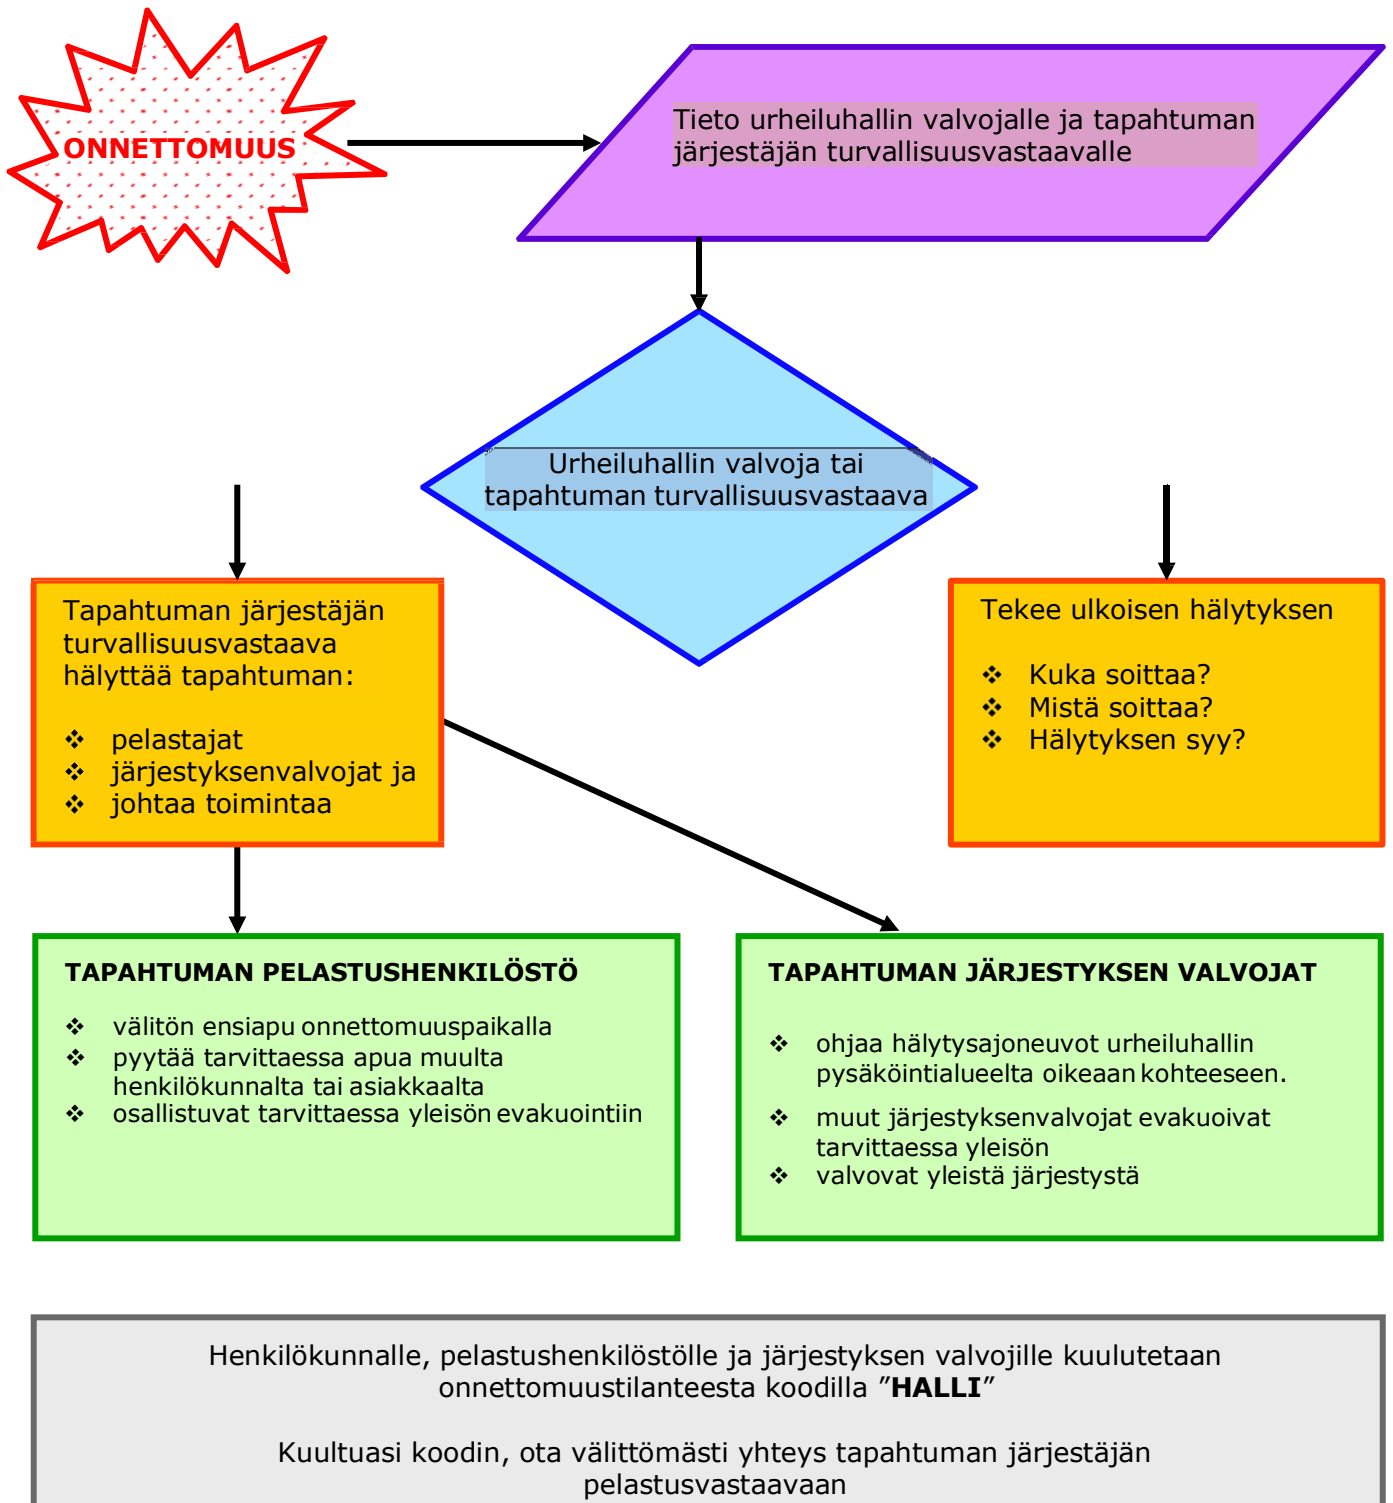 ONNETTOMUUS
Tieto urheiluhallin valvojalle ja tapahtuman
järjestäjän turvallisuusvastaavalle
Urheiluhallin valvoja tai
tapahtuman turvallisuusvastaava
Tapahtuman järjestäjän
turvallisuusvastaava
hälyttää tapahtuman:
❖ pelastajat
❖ järjestyksenvalvojat ja
❖ johtaa toimintaa
Tekee ulkoisen hälytyksen
❖ Kuka soittaa?
❖ Mistä soittaa?
❖ Hälytyksen syy?
TAPAHTUMAN PELASTUSHENKILÖSTÖ
❖ välitön ensiapu onnettomuuspaikalla
❖ pyytää tarvittaessa apua muulta
henkilökunnalta tai asiakkaalta
❖ osallistuvat tarvittaessa yleisön evakuointiin
TAPAHTUMAN JÄRJESTYKSEN VALVOJAT
❖ ohjaa hälytysajoneuvot urheiluhallin
pysäköintialueelta oikeaan kohteeseen.
❖ muut järjestyksenvalvojat evakuoivat
tarvittaessa yleisön
❖ valvovat yleistä järjestystä
Henkilökunnalle, pelastushenkilöstölle ja järjestyksen valvojille kuulutetaan
onnettomuustilanteesta koodilla ”HALLI”
Kuultuasi koodin, ota välittömästi yhteys tapahtuman järjestäjän
pelastusvastaavaan